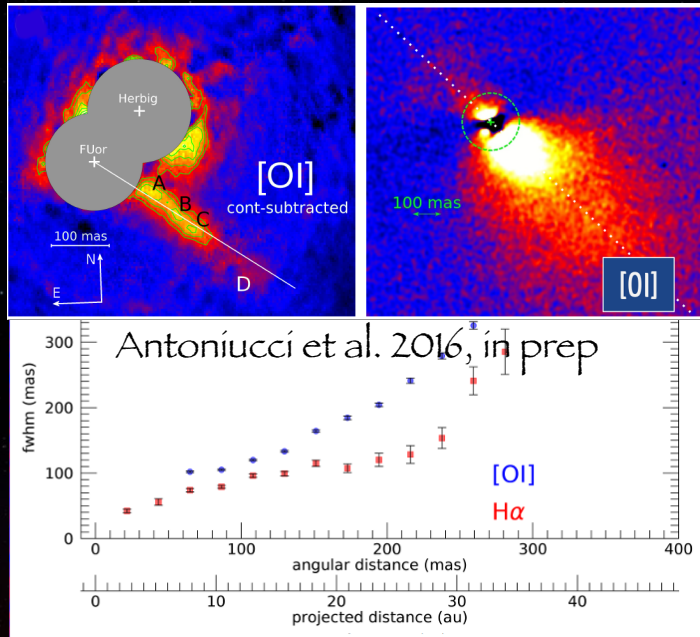 Herbig
FUor
[OI]
cont-subtracted
A
B
C
D
100 mas
N
E
100 mas
[OI]
Antoniucci et al. 2016, in prep
fwhm (mas)
300
200
100
0
[OI]
Hα
0 100 200 300 400
angular distance (mas)
0 10 20 30 40
projected distance (au)